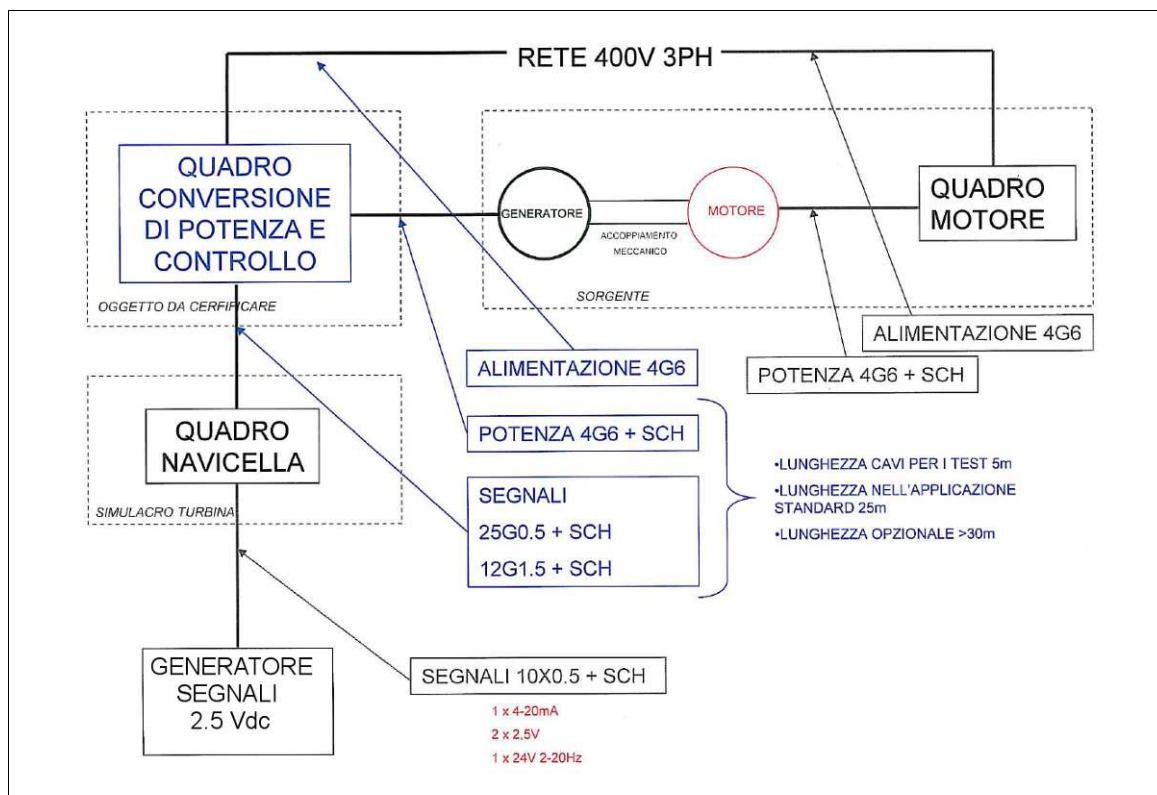 RETE 400V 3PH
QUADRO
CONVERSIONE
DI POTENZA E
CONTROLLO
OGGETTO DA CERFIFICARE
GENERATORE
ACCOPPIAMENTO
MECCANICO
MOTORE
QUADRO
MOTORE
SORGENTE
ALIMENTAZIONE 4G6
POTENZA 4G6 + SCH
ALIMENTAZIONE 4G6
POTENZA 4G6 + SCH
SEGNALI
25G0.5 + SCH
12G1.5 + SCH
•LUNGHEZZA CAVI PER I TEST 5m
•LUNGHEZZA NELL'APPLICAZIONE
STANDARD 25m
•LUNGHEZZA OPZIONALE >30m
QUADRO
NAVICELLA
SIMULACRO TURBINA
GENERATORE
SEGNALI
2.5 Vdc
SEGNALI 10X0.5 + SCH
1 x 4-20mA
2 x 2,5V
1 x 24V 2-20Hz